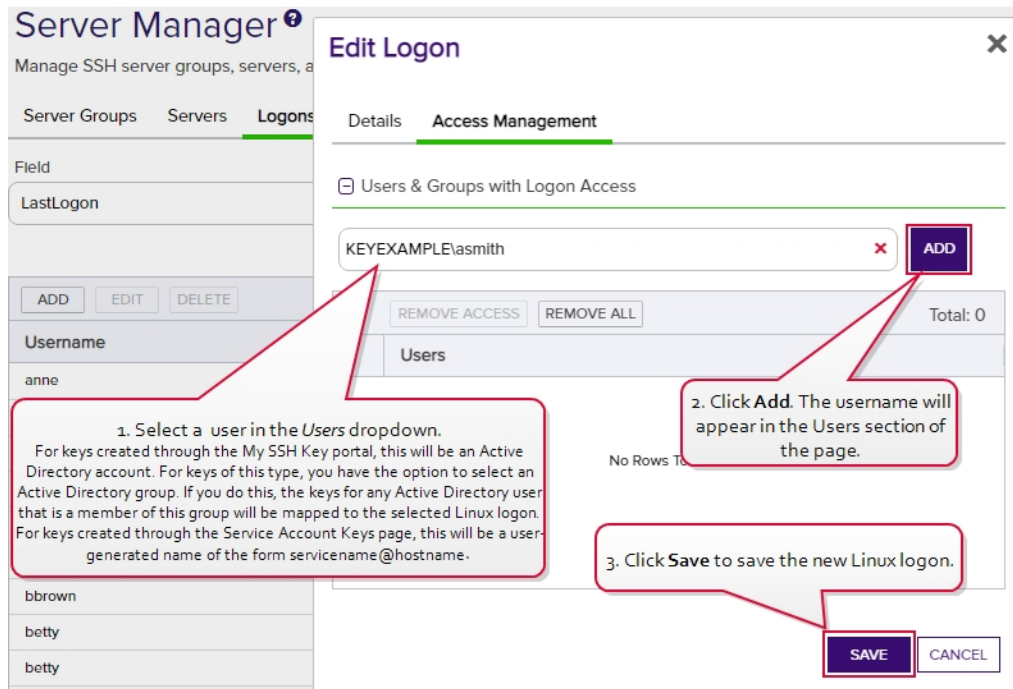 Server Manager ?
Manage SSH server groups, servers, a
Server Groups Servers Logons
Field
LastLogon
ADD EDIT DELETE
Username
anne
bbrown
betty
betty
Edit Logon
Details Access Management
Users & Groups with Logon Access
KEYEXAMPLE\asmith
ADD
REMOVE ACCESS REMOVE ALL Total: 0
Users
No Rows To
1. Select a user in the Users dropdown.
For keys created through the My SSH Key portal, this will be an Active
Directory account. For keys of this type, you have the option to select an
Active Directory group. If you do this, the keys for any Active Directory user
that is a member of this group will be mapped to the selected Linux logon.
For keys created through the Service Account Keys page, this will be a user-
generated name of the form servicename@hostname.
2. Click Add. The username will
appear in the Users section of
the page.
3. Click Save to save the new Linux logon.
SAVE CANCEL